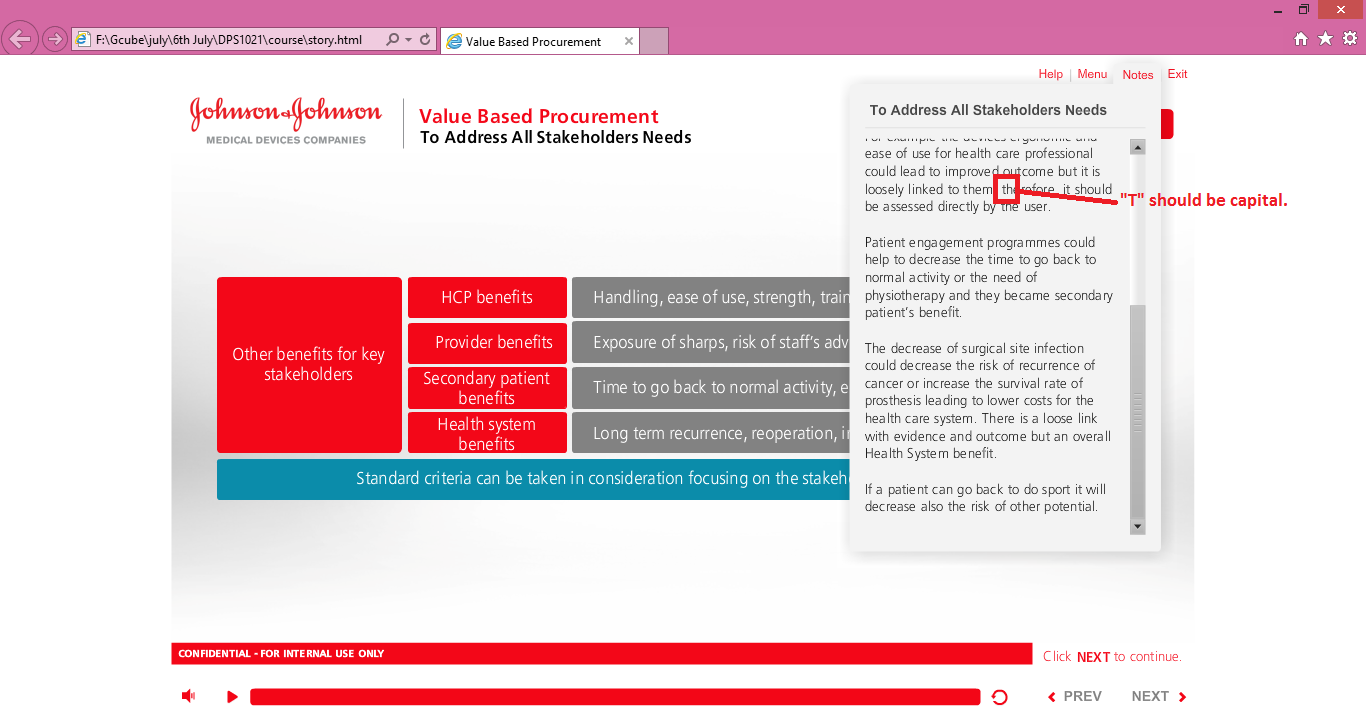 F:\Gcube\july\6th July\DPS1021\course\story.html
Value Based Procurement
Help | Menu Notes Exit
Johnson & Johnson
MEDICAL DEVICES COMPANIES
Value Based Procurement
To Address All Stakeholders Needs
To Address All Stakeholders Needs
For example the devices ergonomic and
ease of use for health care professional
could lead to improved outcome but it is
loosely linked to them therefore, it should
be assessed directly by the user.
"T" should be capital.
Patient engagement programmes could
help to decrease the time to go back to
normal activity or the need of
physiotherapy and they became secondary
patient's benefit.
The decrease of surgical site infection
could decrease the risk of recurrence of
cancer or increase the survival rate of
prosthesis leading to lower costs for the
health care system. There is a loose link
with evidence and outcome but an overall
Health System benefit.
If a patient can go back to do sport it will
decrease also the risk of other potential.
Other benefits for key
stakeholders
HCP benefits
Handling, ease of use, strength, train
Provider benefits
Exposure of sharps, risk of staff's adv
Secondary patient
benefits
Time to go back to normal activity, e
Health system
benefits
Long term recurrence, reoperation, in
Standard criteria can be taken in consideration focusing on the stakeh
CONFIDENTIAL - FOR INTERNAL USE ONLY
Click NEXT to continue.
PREV NEXT